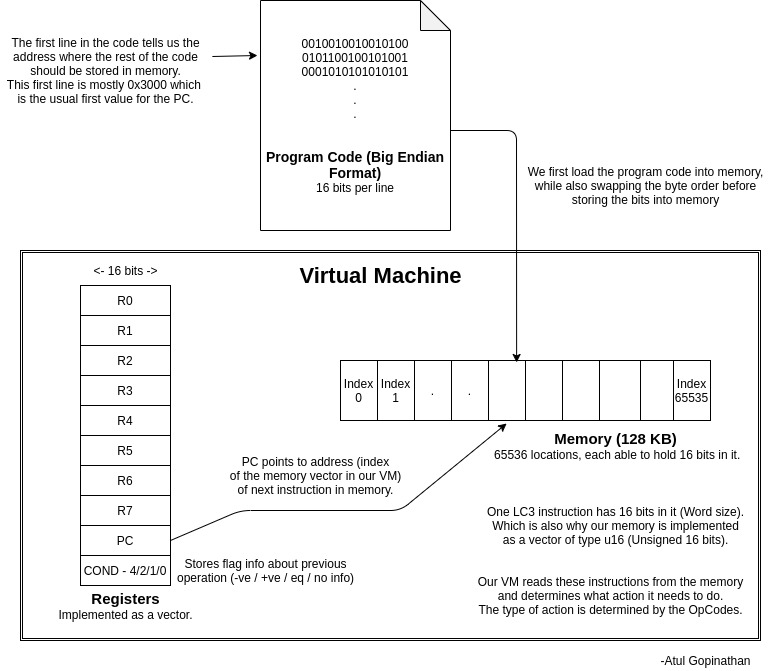 The first line in the code tells us the
address where the rest of the code
should be stored in memory.
This first line is mostly 0x3000 which
is the usual first value for the PC.
0010010010010100
0101100100101001
0001010101010101
.
.
.
Program Code (Big Endian
Format)
16 bits per line
We first load the program code into memory,
while also swapping the byte order before
storing the bits into memory
Virtual Machine
<- 16 bits ->
R0
R1
R2
R3
R4
R5
R6
R7
PC
COND - 4/2/1/0
Registers
Implemented as a vector.
Stores flag info about previous
operation (-ve / +ve / eq / no info)
PC points to address (index
of the memory vector in our VM)
of next instruction in memory.
Index Index . . Index
0 1 65535
Memory (128 KB)
65536 locations, each able to hold 16 bits in it.
One LC3 instruction has 16 bits in it (Word size).
Which is also why our memory is implemented
as a vector of type u16 (Unsigned 16 bits).
Our VM reads these instructions from the memory
and determines what action it needs to do.
The type of action is determined by the OpCodes.
-Atul Gopinathan